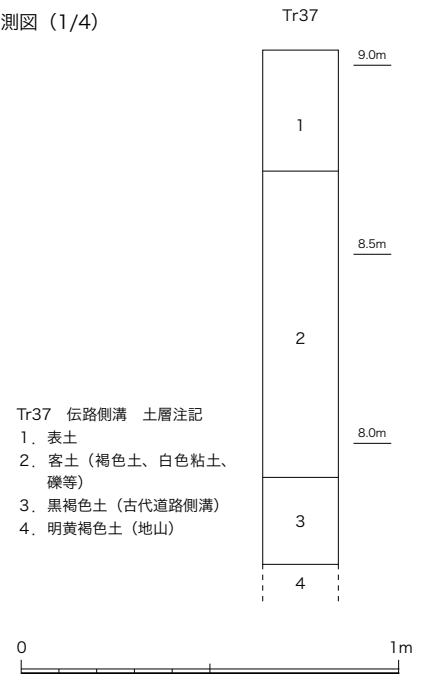 測図（1/4）
Tr37
9.0m
1
8.5m
2
8.0m
Tr37　伝路側溝　土層注記
1．表土
2．客土（褐色土、白色粘土、
礫等）
3．黒褐色土（古代道路側溝）
4．明黄褐色土（地山）
3
4
0
1m